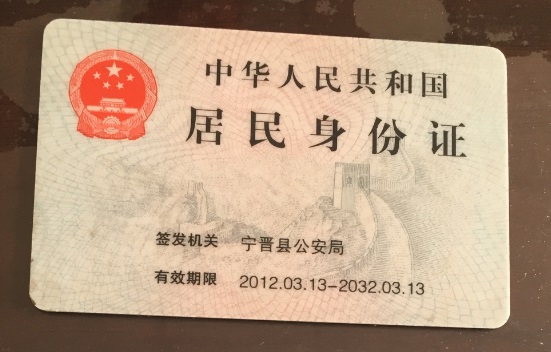 中华人民共和国
居民身份证
签发机关 宁晋县公安局
有效期限 2012.03.13-2032.03.13